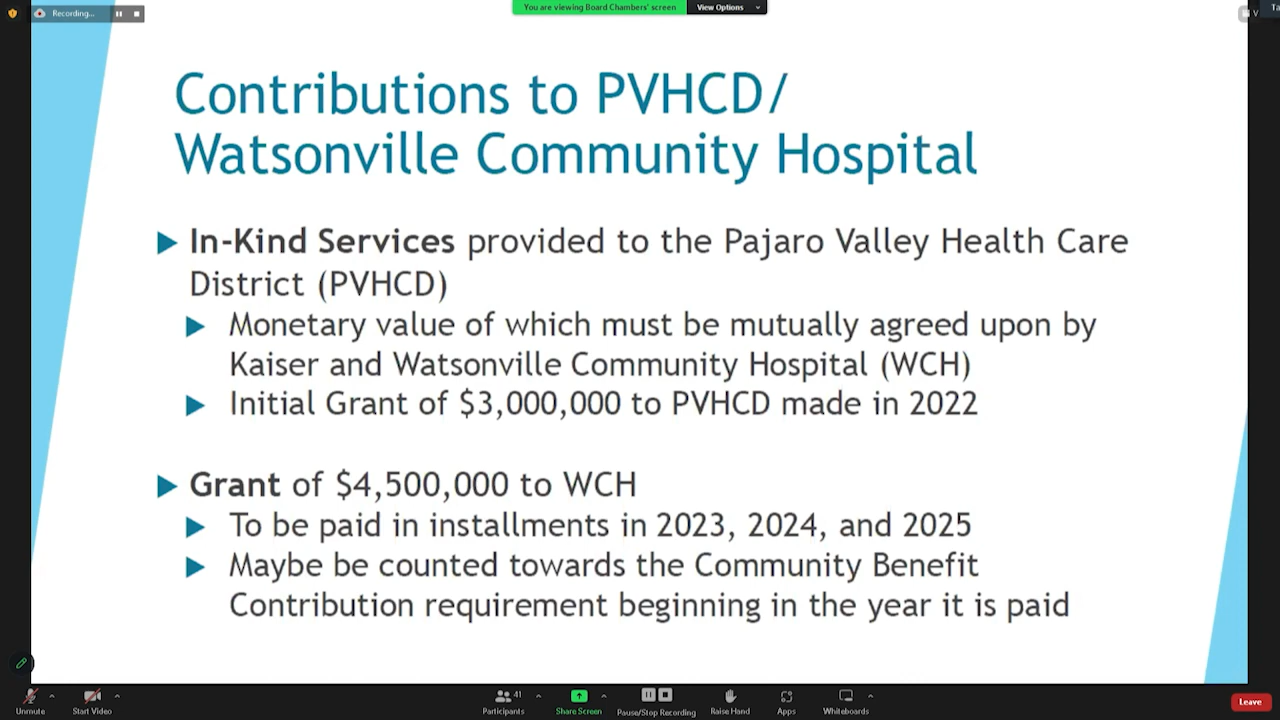 Recording...
You are viewing Board Chambers' screen
View Options
V
Ta
Contributions to PVHCD/
Watsonville Community Hospital
In-Kind Services provided to the Pajaro Valley Health Care
District (PVHCD)
Monetary value of which must be mutually agreed upon by
Kaiser and Watsonville Community Hospital (WCH)
Initial Grant of $3,000,000 to PVHCD made in 2022
Grant of $4,500,000 to WCH
To be paid in installments in 2023, 2024, and 2025
Maybe be counted towards the Community Benefit
Contribution requirement beginning in the year it is paid
Unmute
Start Video
41
Participants
Share Screen
Pause/Stop Recording
Raise Hand
Apps
Whiteboards
Leave